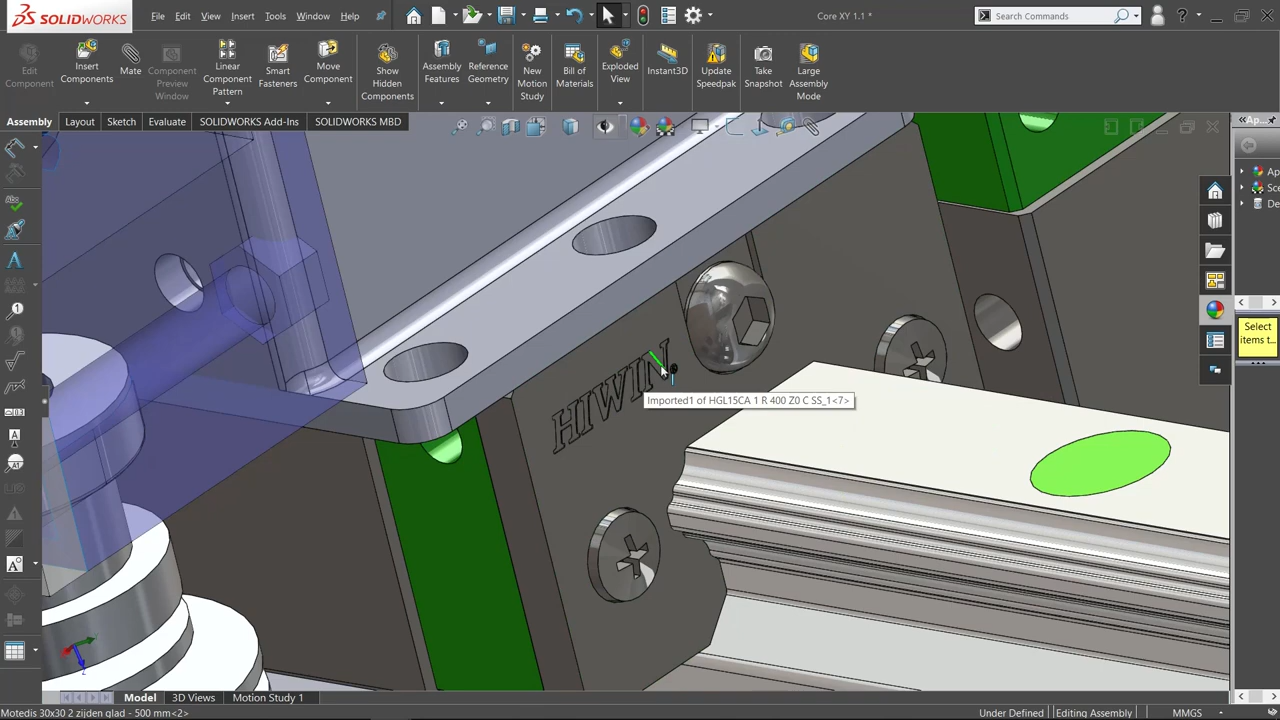 SOLIDWORKS
File
Edit
View
Insert
Tools
Window
Help
Core XY 1.1 *
Search Commands
?
Edit Component
Insert Components
Mate
Component Preview Window
Linear Component Pattern
Smart Fasteners
Move Component
Show Hidden Components
Assembly Features
Reference Geometry
New Motion Study
Bill of Materials
Exploded View
Instant3D
Update Speedpak
Take Snapshot
Large Assembly Mode
Assembly
Layout
Sketch
Evaluate
SOLIDWORKS Add-Ins
SOLIDWORKS MBD
Ap
Ap
Sce
De
Select items t...
HIWIN
Imported1 of HGL15CA 1 R 400 Z0 C SS_1<7>
Model
3D Views
Motion Study 1
Motedis 30x30 2 zijden glad - 500 mm<2>
Under Defined
Editing Assembly
MMGS